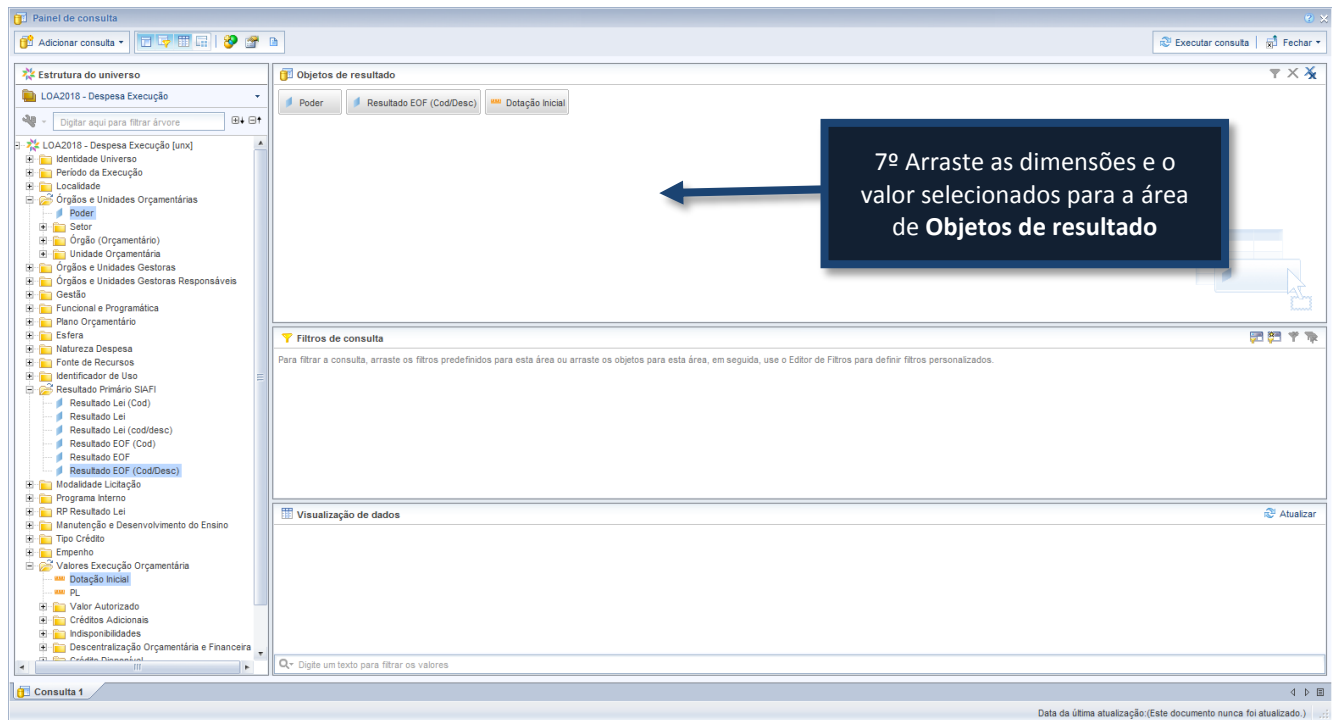 Painel de consulta
Adicionar consulta
Executar consulta
Fechar
Estrutura do universo
LOA2018 - Despesa Execução
Digitar aqui para filtrar árvore
LOA2018 - Despesa Execução [unx]
Identidade Universo
Período da Execução
Localidade
Órgãos e Unidades Orçamentárias
Poder
Setor
Órgão (Orçamentário)
Unidade Orçamentária
Órgãos e Unidades Gestoras
Órgãos e Unidades Gestoras Responsáveis
Gestão
Funcional e Programática
Plano Orçamentário
Esfera
Natureza Despesa
Fonte de Recursos
Identificador de Uso
Resultado Primário SIAFI
Resultado Lei (Cod)
Resultado Lei
Resultado Lei (cod/desc)
Resultado EOF (Cod)
Resultado EOF
Resultado EOF (Cod/Desc)
Modalidade Licitação
Programa Interno
RP Resultado Lei
Manutenção e Desenvolvimento do Ensino
Tipo Crédito
Empenho
Valores Execução Orçamentária
Dotação Inicial
PL
Valor Autorizado
Créditos Adicionais
Indisponibilidades
Descentralização Orçamentária e Financeira
Crédito Disponível
Objetos de resultado
Poder
Resultado EOF (Cod/Desc)
Dotação Inicial
7º Arraste as dimensões e o
valor selecionados para a área
de Objetos de resultado
Filtros de consulta
Para filtrar a consulta, arraste os filtros predefinidos para esta área ou arraste os objetos para esta área, em seguida, use o Editor de Filtros para definir filtros personalizados.
Visualização de dados
Atualizar
Digite um texto para filtrar os valores
Consulta 1
Data da última atualização:(Este documento nunca foi atualizado.)